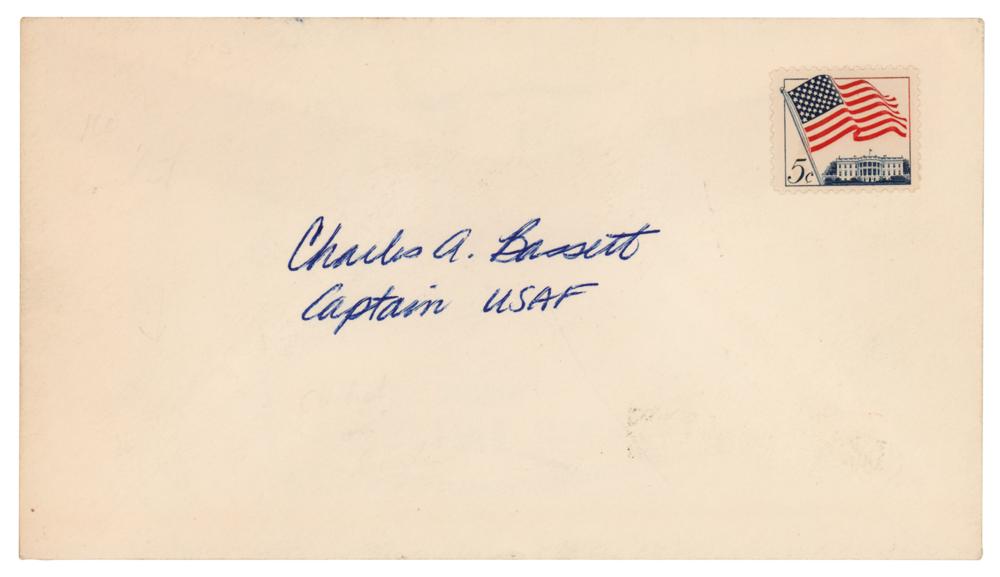 5c
Charles A. Bassett
Captain USAF